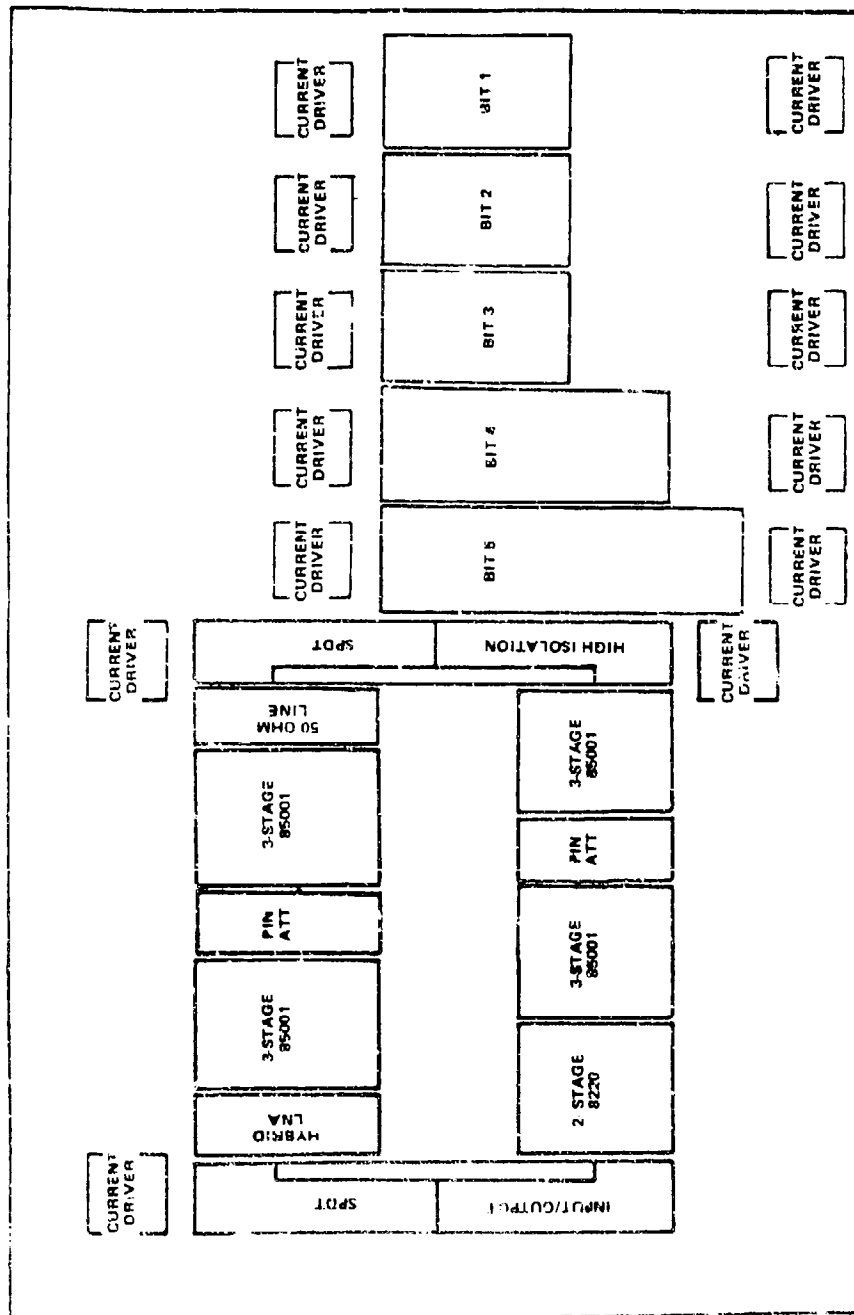 CURRENT
DRIVER
CURRENT
DRIVER
SPDT
HYBRID
LNA
3-STAGE
85001
PIN
ATT
3-STAGE
85001
50 OHM
LINE
SPDT
CURRENT
DRIVER
CURRENT
DRIVER
CURRENT
DRIVER
CURRENT
DRIVER
CURRENT
DRIVER
BIT 5
BIT 4
BIT 3
BIT 2
BIT 1
INPUT/OUTPUT
2 STAGE
8220
3-STAGE
85001
PIN
ATT
3-STAGE
85001
HIGH ISOLATION
CURRENT
DRIVER
CURRENT
DRIVER
CURRENT
DRIVER
CURRENT
DRIVER
CURRENT
DRIVER
CURRENT
DRIVER